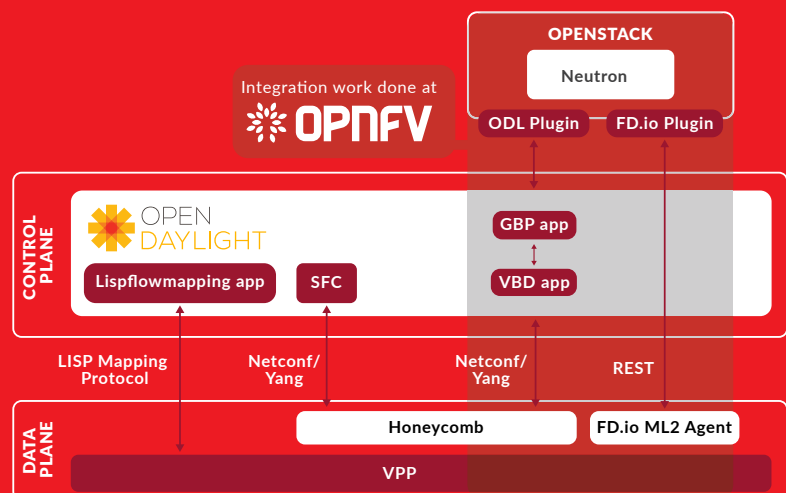 OPENSTACK
Neutron
Integration work done at
OPNFV
ODL Plugin
FD.io Plugin
CONTROL
PLANE
OPEN
DAYLIGHT
GBP app
Lispflowmapping app
SFC
VBD app
LISP Mapping
Protocol
Netconf/
Yang
Netconf/
Yang
REST
DATA
PLANE
Honeycomb
FD.io ML2 Agent
VPP